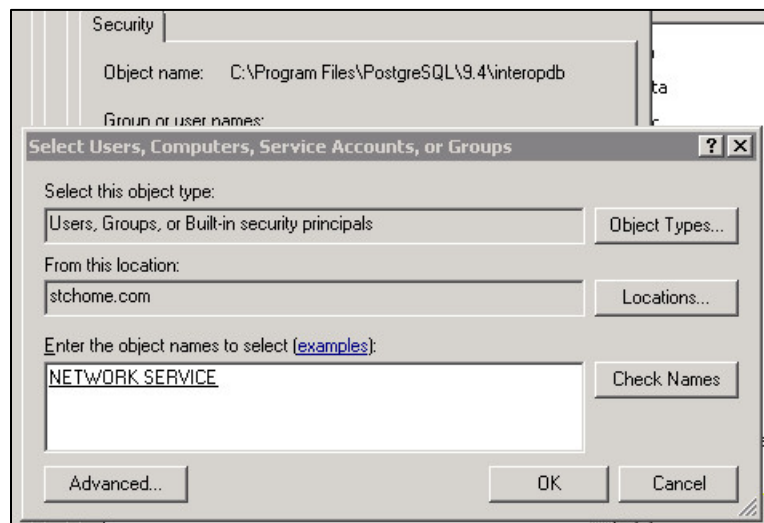 Security
Object name: C:\Program Files\PostgreSQL\9.4\interopdb
ta
Group or user names:
Select Users, Computers, Service Accounts, or Groups
Select this object type:
Users, Groups, or Built-in security principals
Object Types...
From this location:
stchome.com
Locations...
Enter the object names to select (examples):
NETWORK SERVICE
Check Names
Advanced...
OK
Cancel